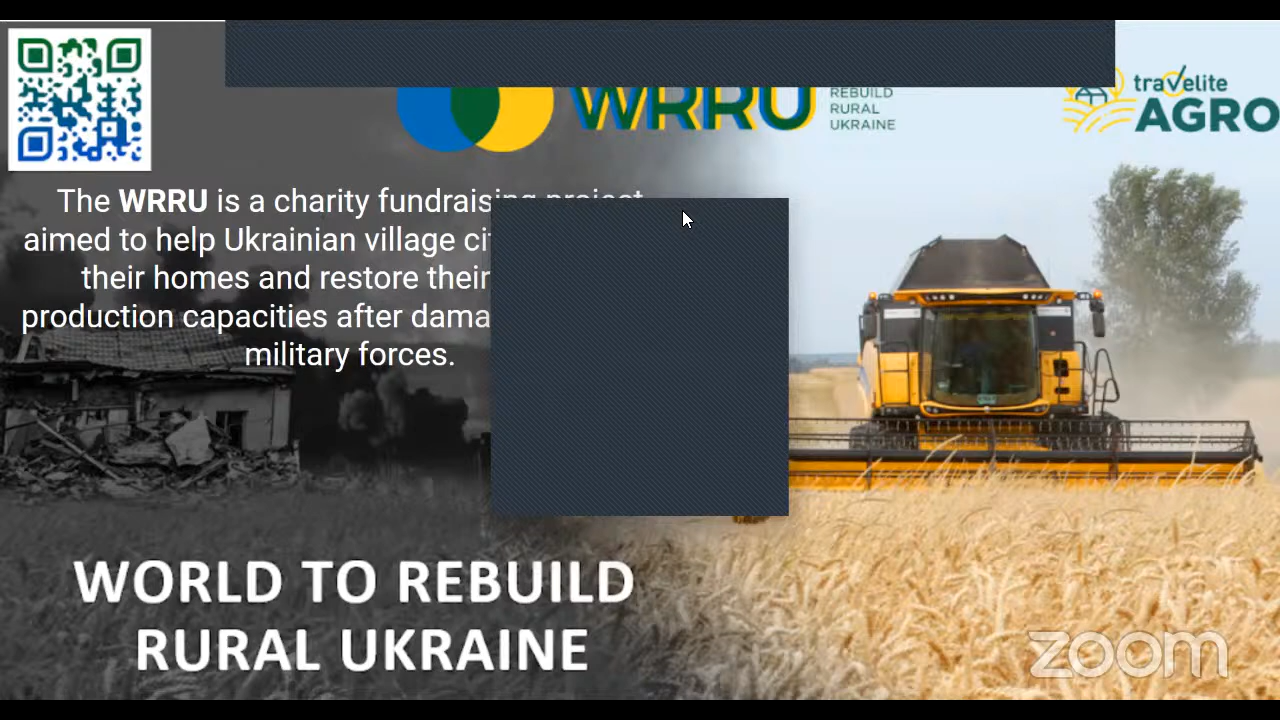 WRRU
REBUILD
RURAL
UKRAINE
travelite
AGRO
The WRRU is a charity fundraising project
aimed to help Ukrainian village
their homes and restore their
production capacities after
military forces.
WORLD TO REBUILD
RURAL UKRAINE
zoom